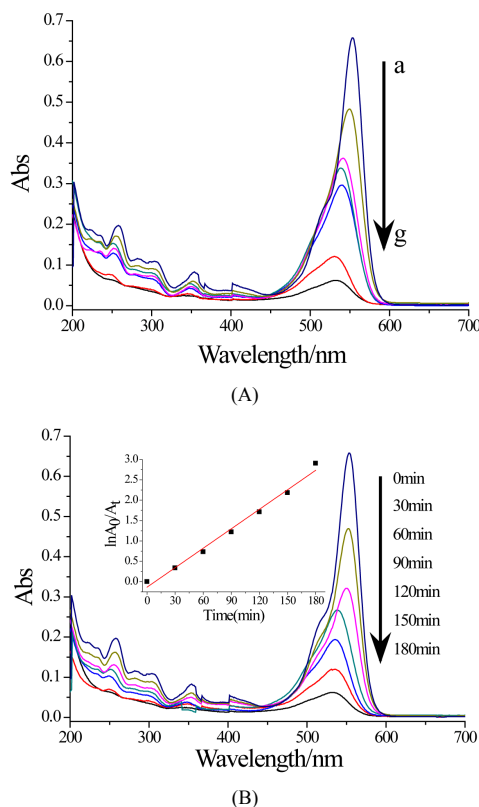 0.7
0.6
0.5
0.4
0.3
0.2
0.1
0.0
Abs
a
g
200 300 400 500 600 700
Wavelength/nm
(A)
0.7
0.6
0.5
0.4
0.3
0.2
0.1
0.0
Abs
3.0
2.5
2.0
1.5
1.0
0.5
0.0
lnA0/At
0 30 60 90 120 150 180
Time(min)
0min
30min
60min
90min
120min
150min
180min
200 300 400 500 600 700
Wavelength/nm
(B)